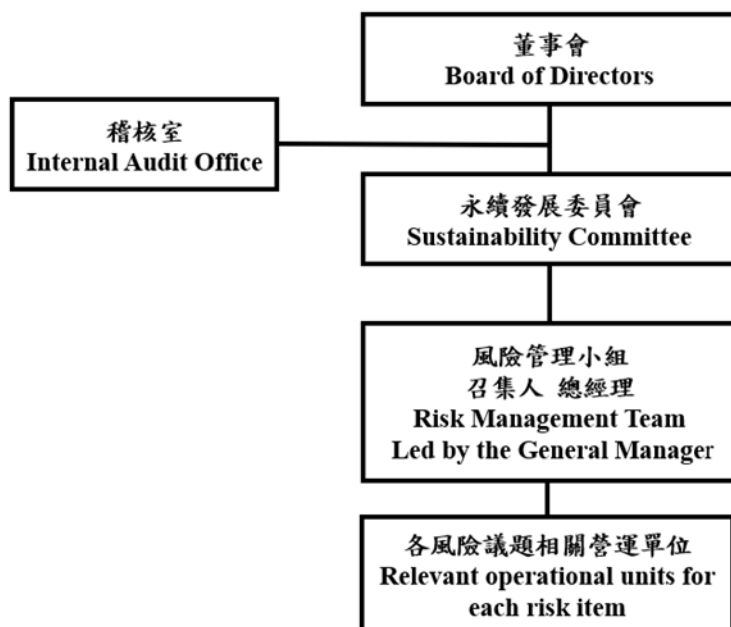 董事會
Board of Directors
稽核室
Internal Audit Office
永續發展委員會
Sustainability Committee
風險管理小組
召集人 總經理
Risk Management Team
Led by the General Manager
各風險議題相關營運單位
Relevant operational units for
each risk item